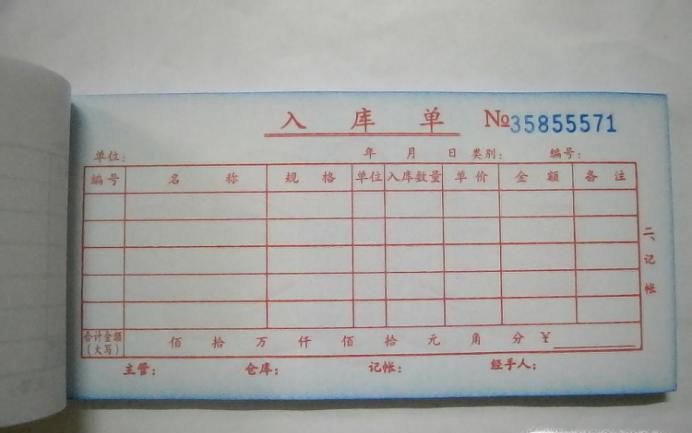 入库单 №35855571
单位： 年 月 日 类别： 编号：
编号 名称 规格 单位 入库数量 单价 金额 备注
二、记帐
合计金额（大写） 佰 拾 万 仟 佰 拾 元 角 分 ￥
主管： 仓库： 记帐： 经手人：